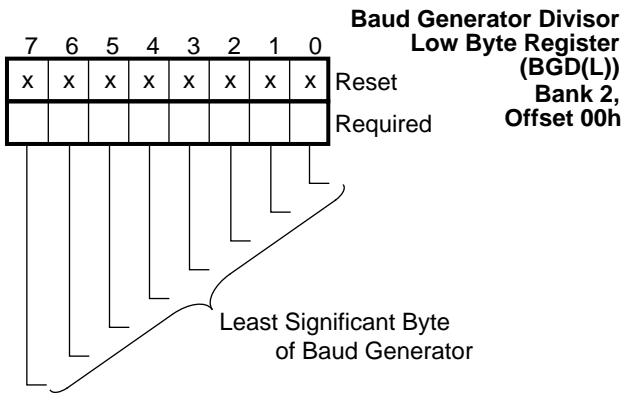 Baud Generator Divisor
Low Byte Register
(BGD(L))
Bank 2,
Offset 00h
7 6 5 4 3 2 1 0
x x x x x x x x Reset
Required
Least Significant Byte
of Baud Generator